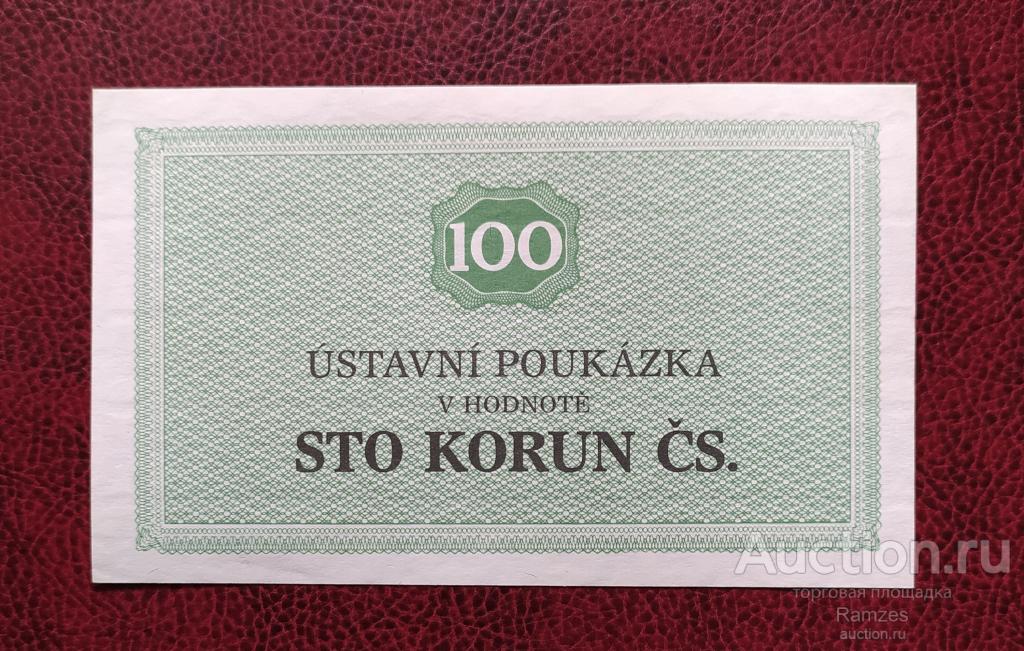 100
ÚSTAVNÍ POUKÁZKA
V HODNOTĚ
STO KORUN ČS.
Auction.ru
торговая площадка
Ramzes
auction.ru